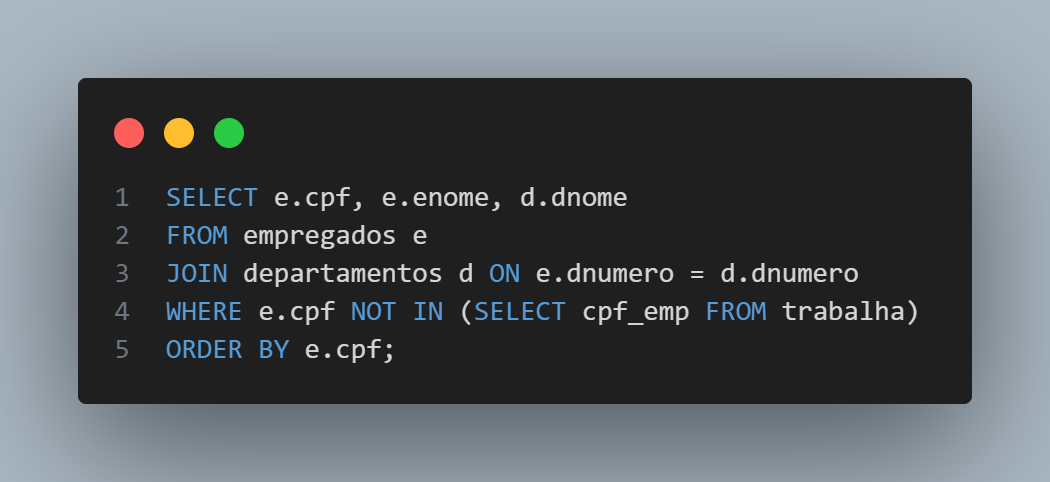 1 SELECT e.cpf, e.enome, d.dnome
2 FROM empregados e
3 JOIN departamentos d ON e.dnumero = d.dnumero
4 WHERE e.cpf NOT IN (SELECT cpf_emp FROM trabalha)
5 ORDER BY e.cpf;